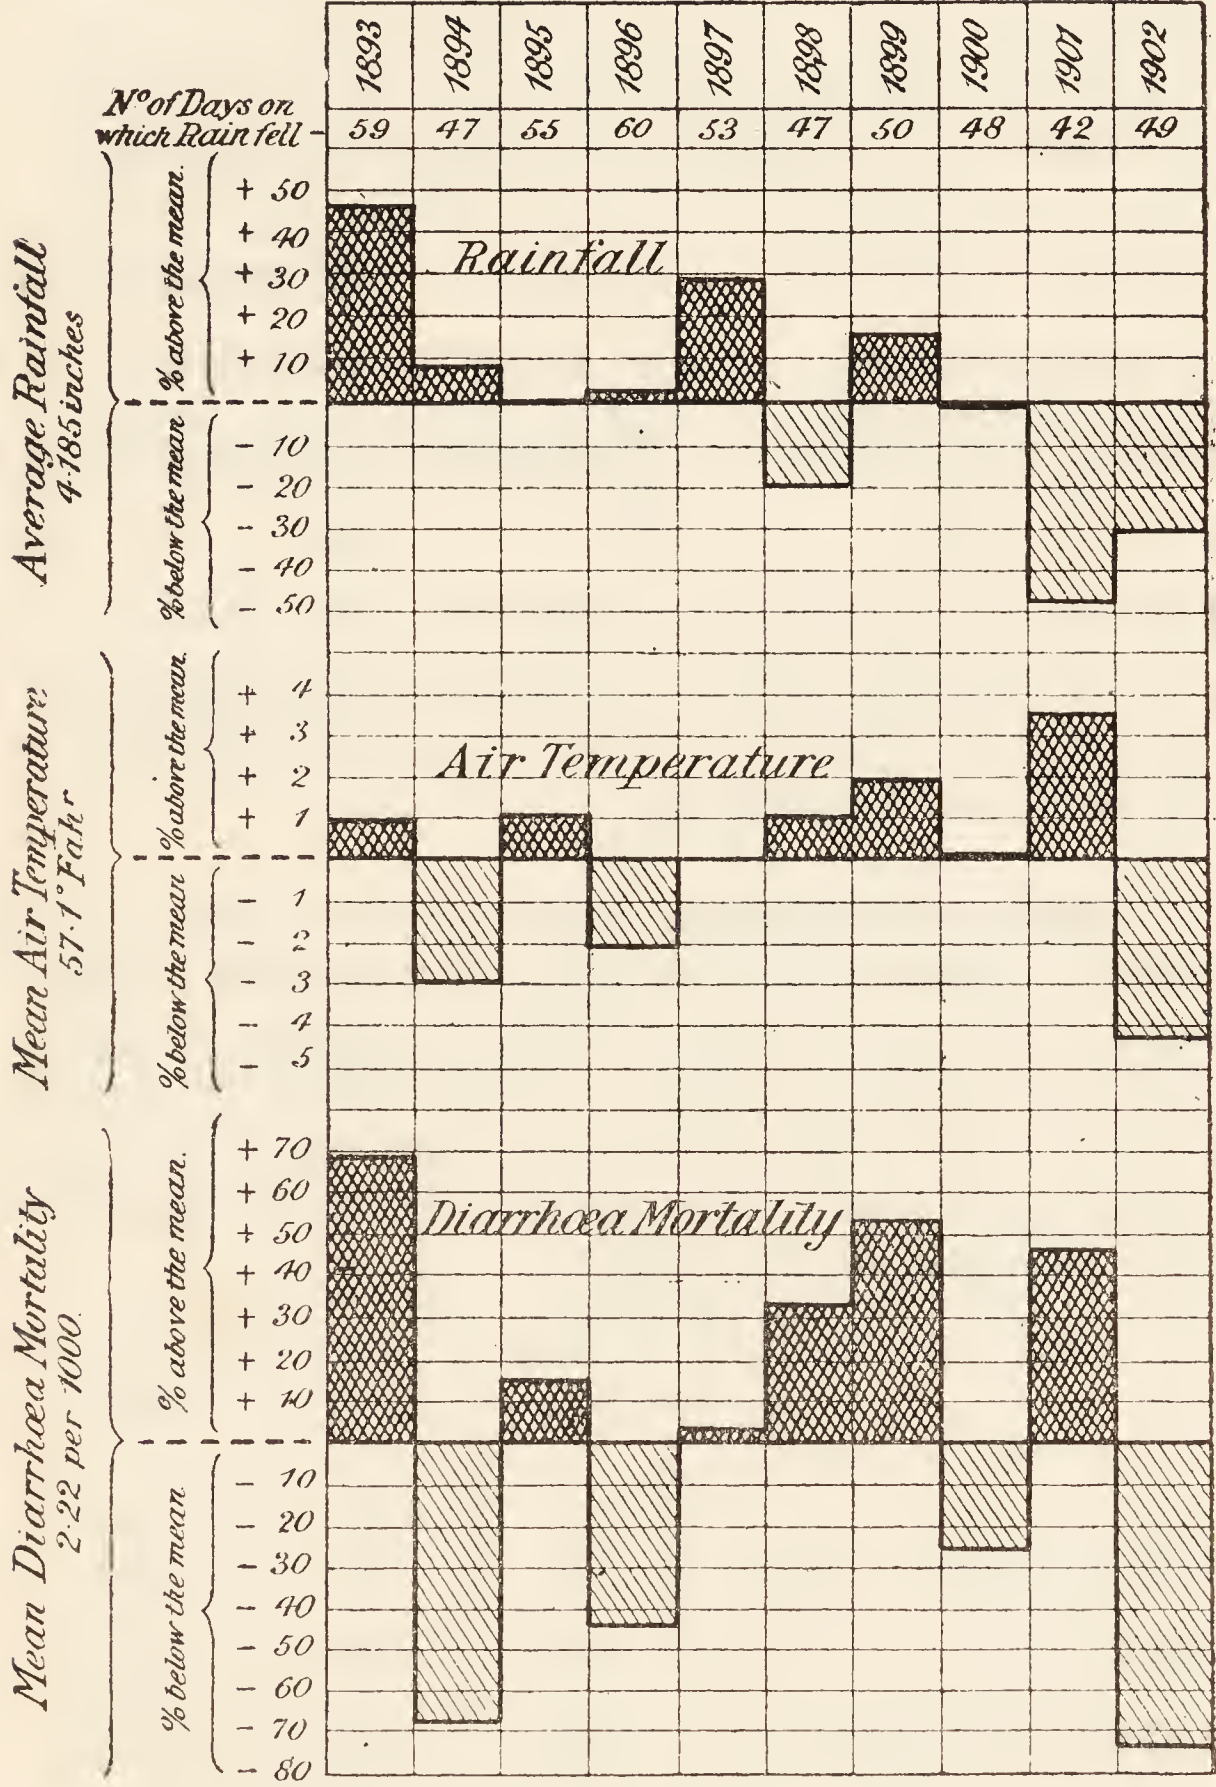 1893 1894 1895 1896 1897 1898 1899 1900 1901 1902
Nº of Days on
which Rain fell - 59 47 55 60 53 47 50 48 42 49
Average Rainfall
4·185 inches
% above the mean.
% below the mean
+ 50
+ 40
+ 30
+ 20
+ 10
- 10
- 20
- 30
- 40
- 50
Rainfall
Mean Air Temperature
57·1° Fahr
% above the mean.
% below the mean
+ 4
+ 3
+ 2
+ 1
- 1
- 2
- 3
- 4
- 5
Air Temperature
Mean Diarrhœa Mortality
2·22 per 1000.
% above the mean.
% below the mean
+ 70
+ 60
+ 50
+ 40
+ 30
+ 20
+ 10
- 10
- 20
- 30
- 40
- 50
- 60
- 70
- 80
Diarrhœa Mortality